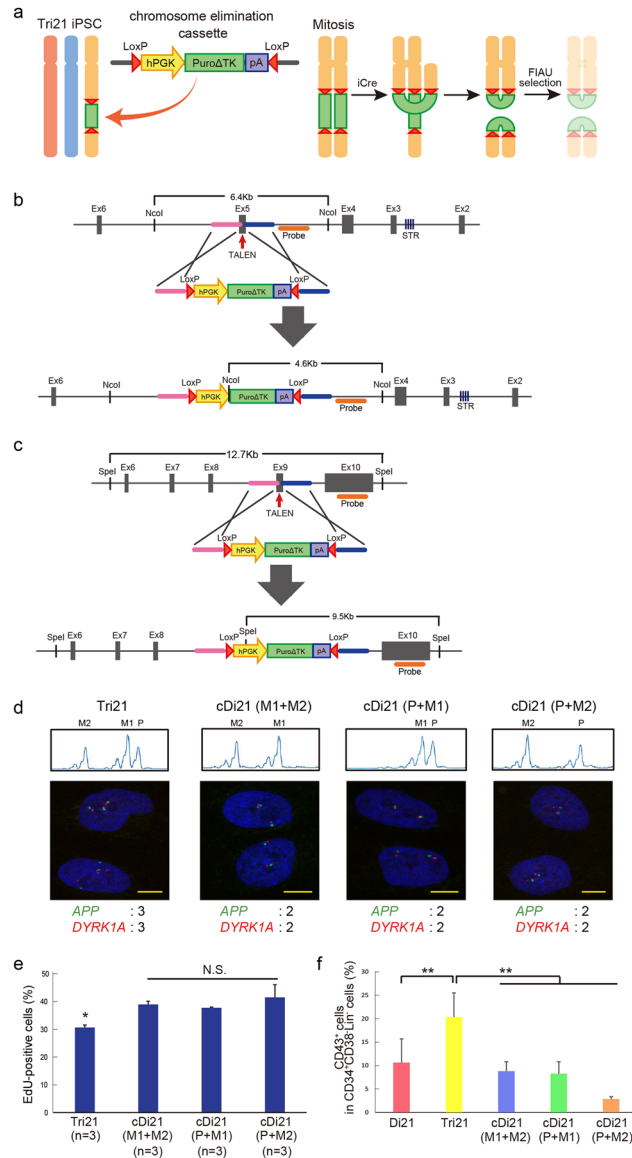 a
Tri21 iPSC
chromosome elimination
cassette
LoxP
LoxP
hPGK
PuroΔTK
pA
Mitosis
iCre
FIAU
selection
b
6.4Kb
Ex6
NcoI
Ex5
NcoI
Ex4
Ex3
Ex2
Probe
STR
TALEN
LoxP
LoxP
hPGK
PuroΔTK
pA
4.6Kb
Ex6
NcoI
LoxP
NcoI
LoxP
NcoI
Ex4
Ex3
Ex2
hPGK
PuroΔTK
pA
Probe
STR
c
12.7Kb
SpeI
Ex6
Ex7
Ex8
Ex9
Ex10
SpeI
Probe
TALEN
LoxP
LoxP
hPGK
PuroΔTK
pA
9.5Kb
SpeI
Ex6
Ex7
Ex8
LoxP
SpeI
LoxP
Ex10
SpeI
hPGK
PuroΔTK
pA
Probe
d
Tri21
cDi21 (M1+M2)
cDi21 (P+M1)
cDi21 (P+M2)
M2 M1 P
M2 M1
M1 P
M2 P
APP : 3
DYRK1A : 3
APP : 2
DYRK1A : 2
APP : 2
DYRK1A : 2
APP : 2
DYRK1A : 2
e
EdU-positive cells (%)
50
40
30
20
10
0
*
N.S.
Tri21
(n=3)
cDi21
(M1+M2)
(n=3)
cDi21
(P+M1)
(n=3)
cDi21
(P+M2)
(n=3)
f
CD43⁺ cells
in CD34⁺CD38⁻Lin⁻ cells (%)
30
25
20
15
10
5
0
**
**
Di21
Tri21
cDi21
(M1+M2)
cDi21
(P+M1)
cDi21
(P+M2)